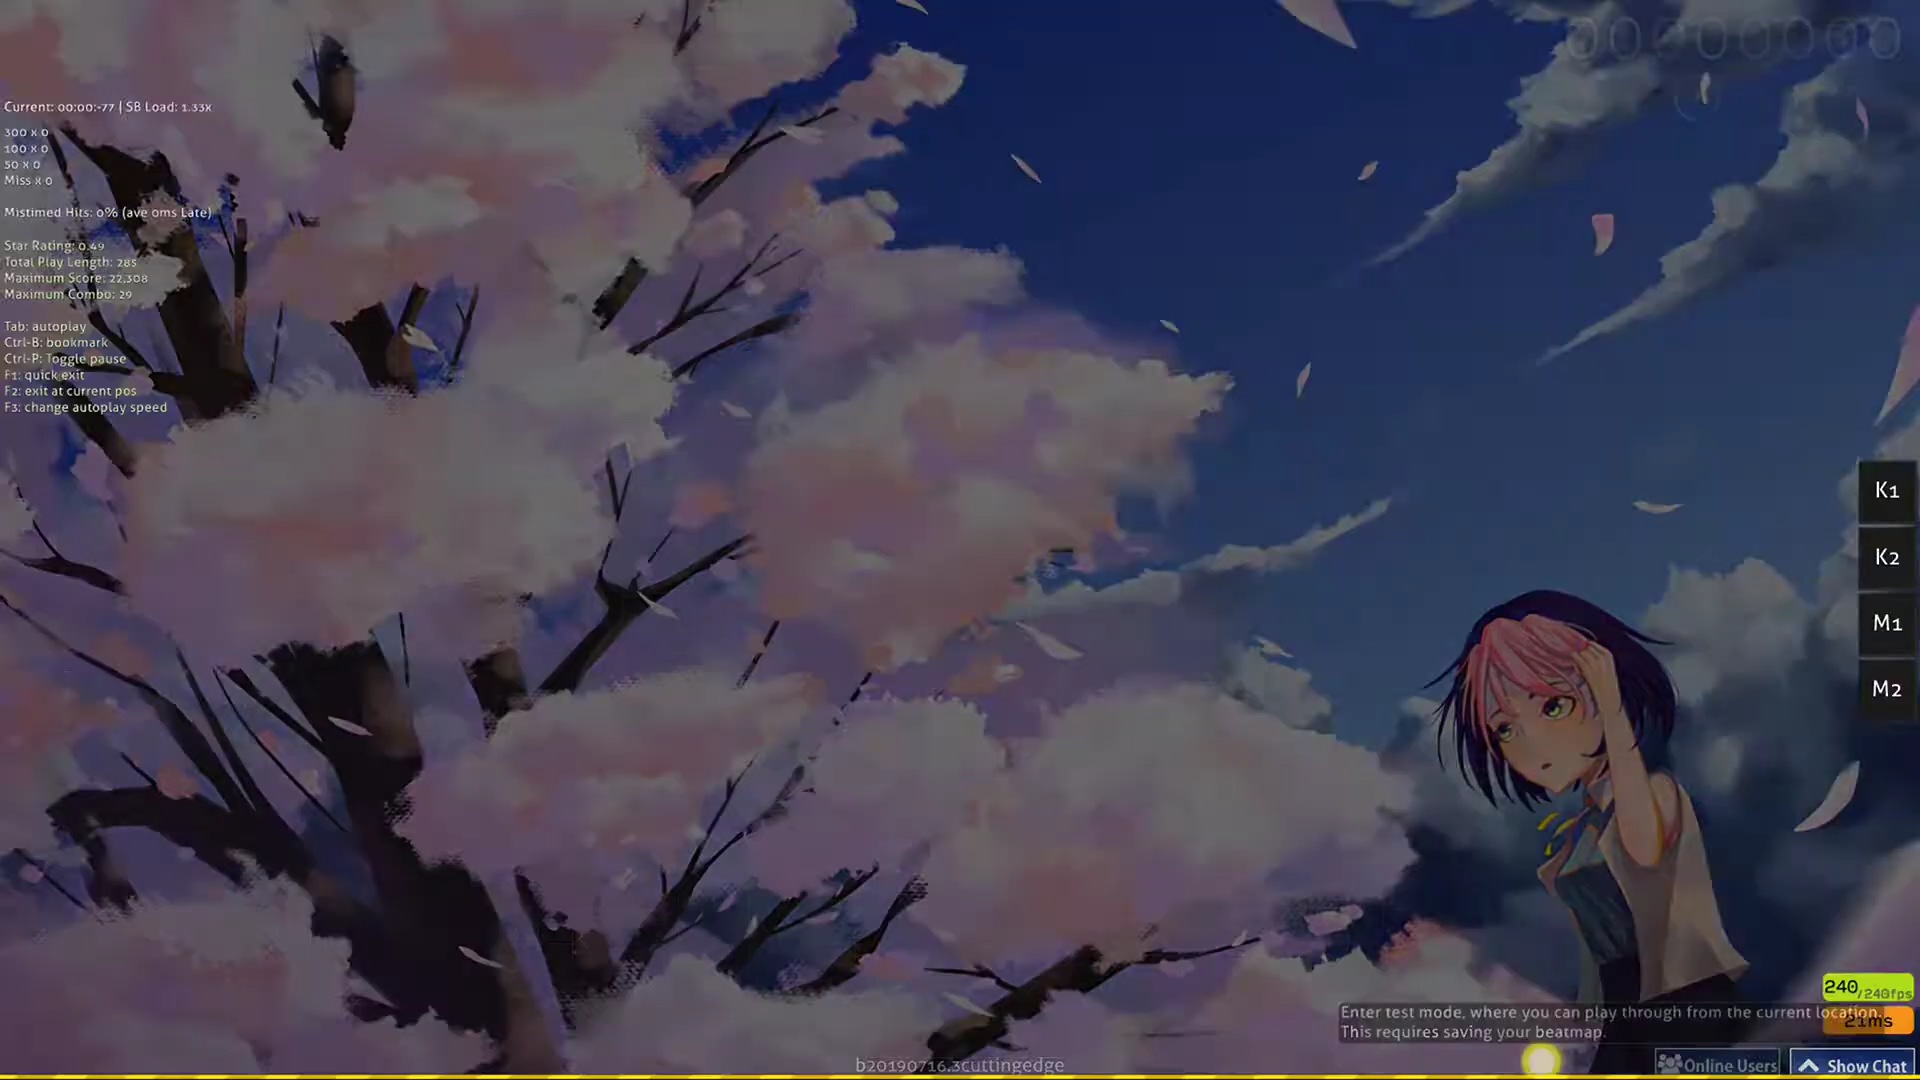 00000000
Current: 00:00:-77 | SB Load: 1.33x
300 x 0
100 x 0
50 x 0
Miss x 0
Mistimed Hits: 0% (ave 0ms Late)
Star Rating: 0.49
Total Play Length: 28s
Maximum Score: 22,308
Maximum Combo: 29
Tab: autoplay
Ctrl-B: bookmark
Ctrl-P: Toggle pause
F1: quick exit
F2: exit at current pos
F3: change autoplay speed
K1
K2
M1
M2
240/240fps
Enter test mode, where you can play through from the current location.
21ms
This requires saving your beatmap.
b20190716.3cuttingedge
Online Users
Show Chat